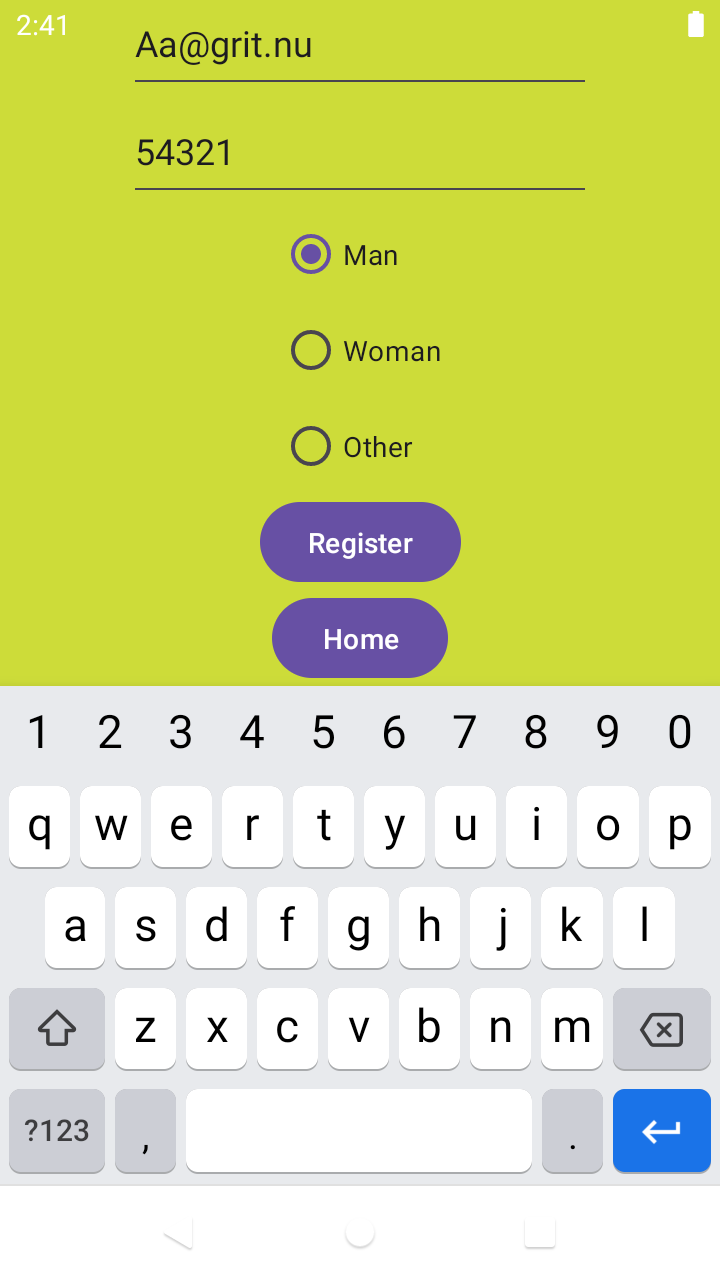 2:41
Aa@grit.nu
54321
Man
Woman
Other
Register
Home
1 2 3 4 5 6 7 8 9 0
q w e r t y u i o p
a s d f g h j k l
z x c v b n m
?123 , .